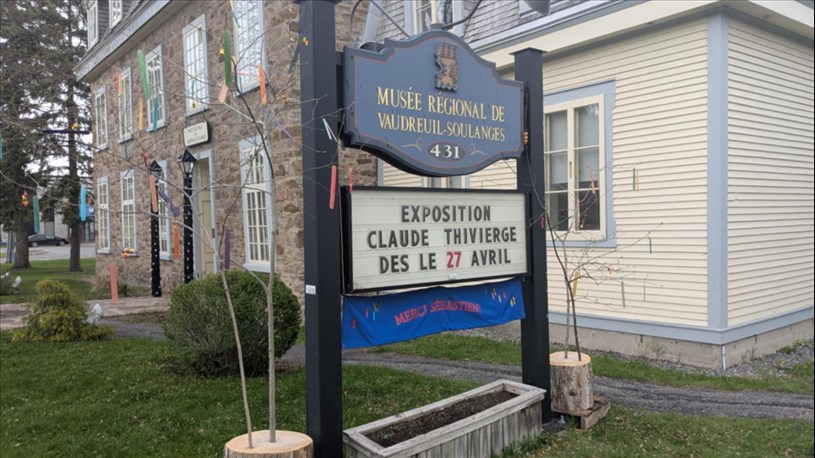 MUSÉE RÉGIONAL DE
VAUDREUIL-SOULANGES
431
EXPOSITION
CLAUDE THIVIERGE
DES LE 27 AVRIL
MERCI SÉBASTIEN!